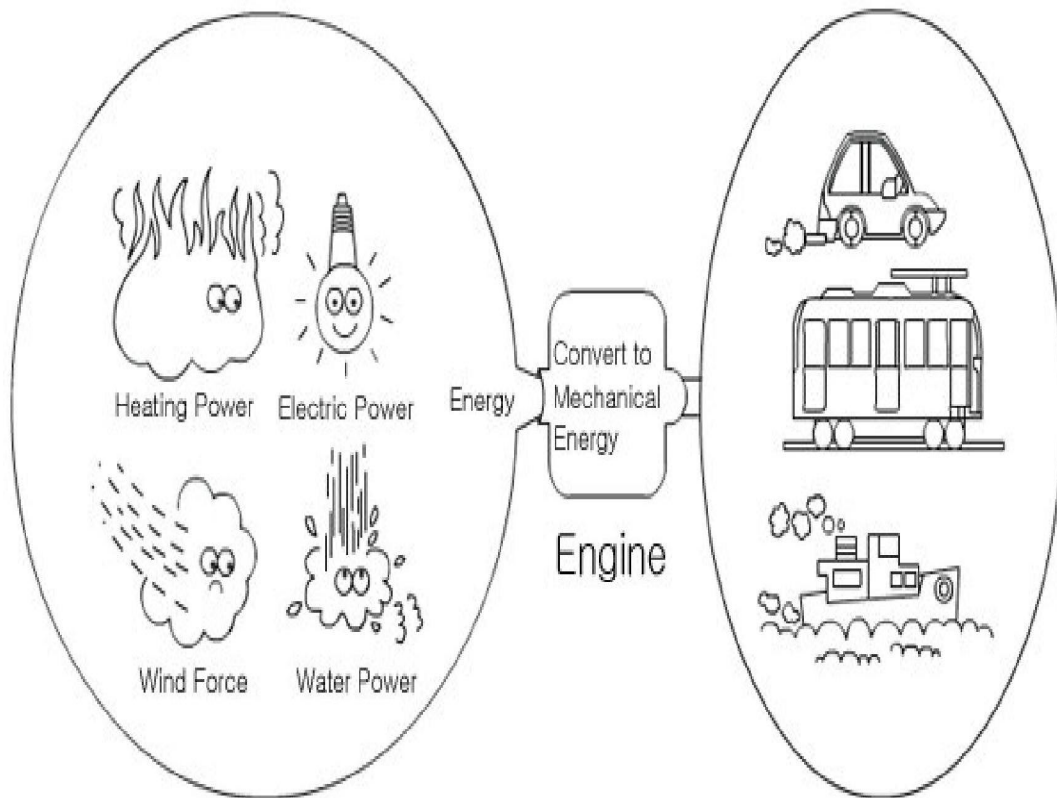 Heating Power
Electric Power
Energy
Convert to
Mechanical
Energy
Engine
Wind Force
Water Power